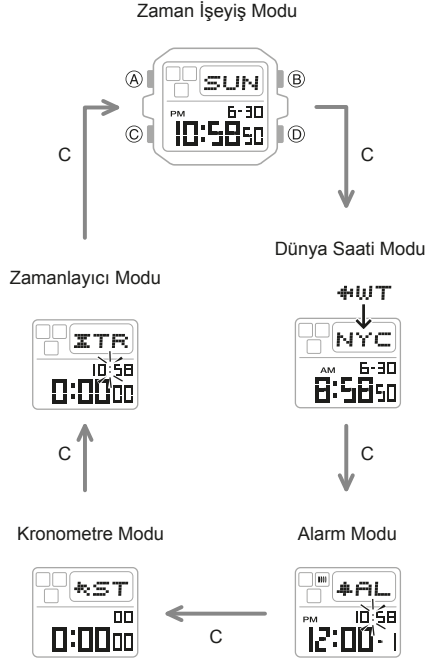 Zaman İşeyiş Modu
A
B
SUN
PM 6-30
10:58 50
C
D
C
C
Dünya Saati Modu
Zamanlayıcı Modu
WT
TR
10:58
0:00 00
NYC
AM 6-30
8:58 50
C
C
Kronometre Modu
Alarm Modu
ST
00
0:00 00
C
AL
PM 10:58
12:00 -1